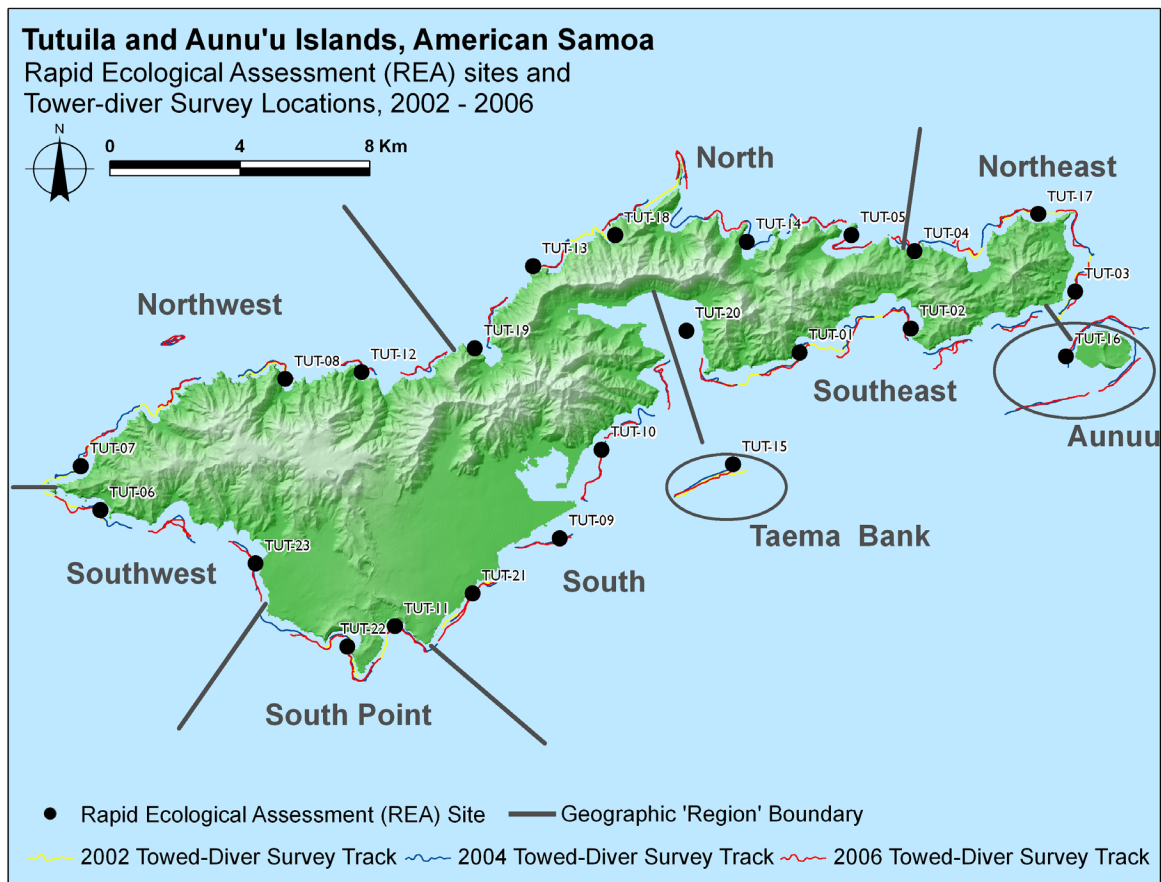 Tutuila and Aunu'u Islands, American Samoa
Rapid Ecological Assessment (REA) sites and
Tower-diver Survey Locations, 2002 - 2006
N
0 4 8 Km
North
Northeast
TUT-17
TUT-18
TUT-14
TUT-05
TUT-04
TUT-13
TUT-03
Northwest
TUT-20
TUT-02
TUT-19
TUT-01
TUT-16
TUT-08
TUT-12
Southeast
Aunuu
TUT-10
TUT-07
TUT-15
TUT-06
TUT-09
Taema Bank
TUT-23
Southwest
TUT-21
South
TUT-11
TUT-22
South Point
Rapid Ecological Assessment (REA) Site
Geographic 'Region' Boundary
2002 Towed-Diver Survey Track
2004 Towed-Diver Survey Track
2006 Towed-Diver Survey Track